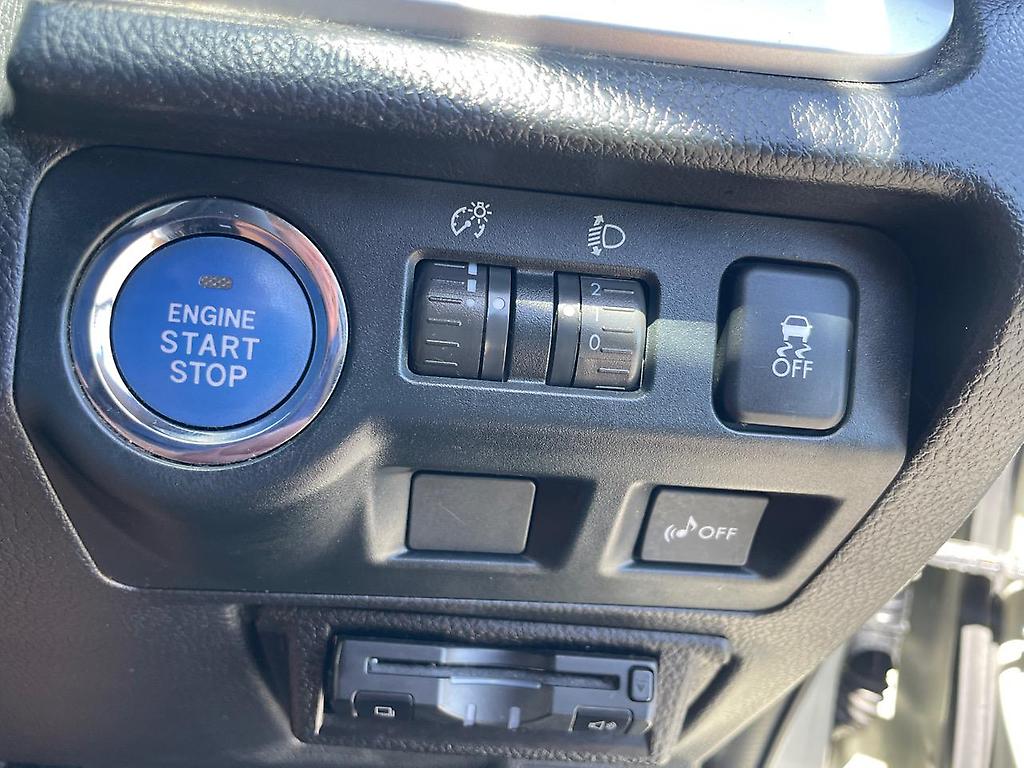 ENGINE
START
STOP
2
1
0
OFF
OFF